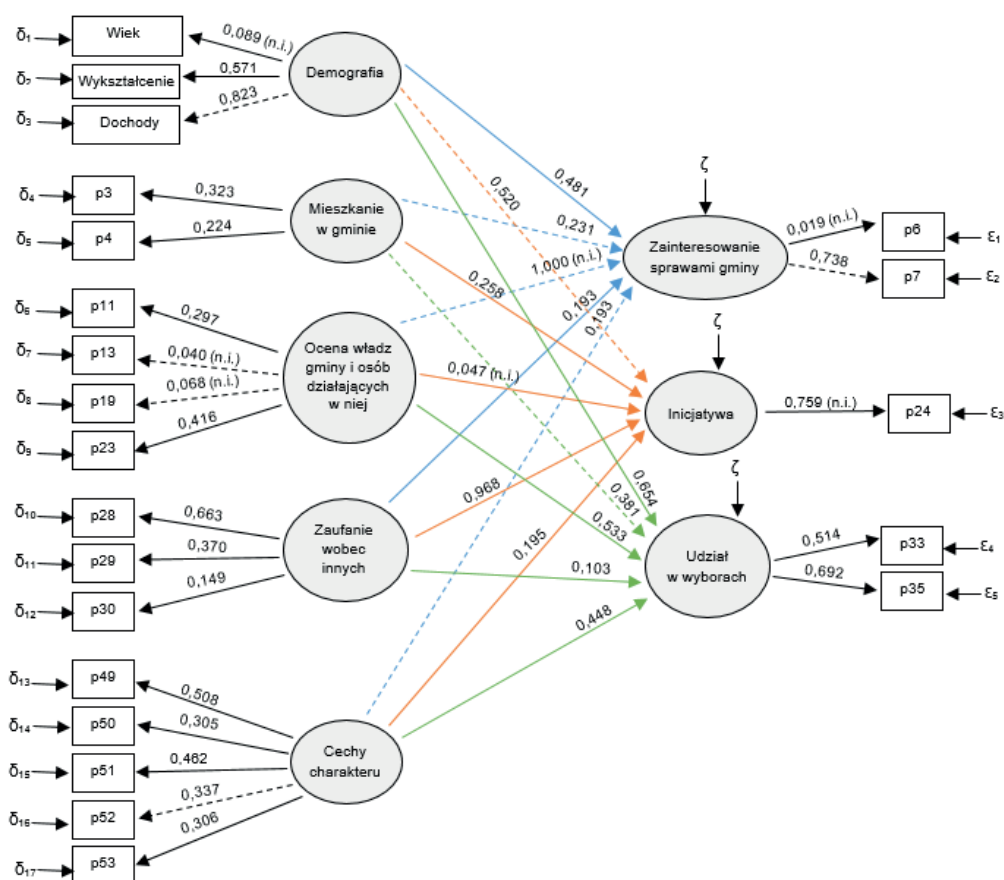 δ₁
Wiek
0,089 (n.i.)
δ₂
Wykształcenie
0,571
δ₃
Dochody
0,823
Demografia
δ₄
p3
0,323
δ₅
p4
0,224
Mieszkanie
w gminie
δ₆
p11
0,297
δ₇
p13
0,040 (n.i.)
δ₈
p19
0,068 (n.i.)
δ₉
p23
0,416
Ocena władz
gminy i osób
działających
w niej
δ₁₀
p28
0,663
δ₁₁
p29
0,370
δ₁₂
p30
0,149
Zaufanie
wobec
innych
δ₁₃
p49
0,508
δ₁₄
p50
0,305
δ₁₅
p51
0,462
δ₁₆
p52
0,337
δ₁₇
p53
0,306
Cechy
charakteru
0,481
0,520
0,231
1,000 (n.i.)
0,258
0,193
0,193
0,047 (n.i.)
0,968
0,195
0,654
0,381
0,533
0,103
0,448
ζ
Zainteresowanie
sprawami gminy
0,019 (n.i.)
p6
ε₁
0,738
p7
ε₂
ζ
Inicjatywa
0,759 (n.i.)
p24
ε₃
ζ
Udział
w wyborach
0,514
p33
ε₄
0,692
p35
ε₅